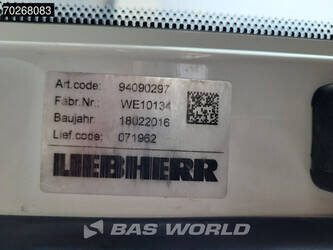 70268083
Art.code: 94090297
Fabr.Nr.: WE10134
Baujahr: 18022016
Lief.code: 071962
LIEBHERR
BAS WORLD